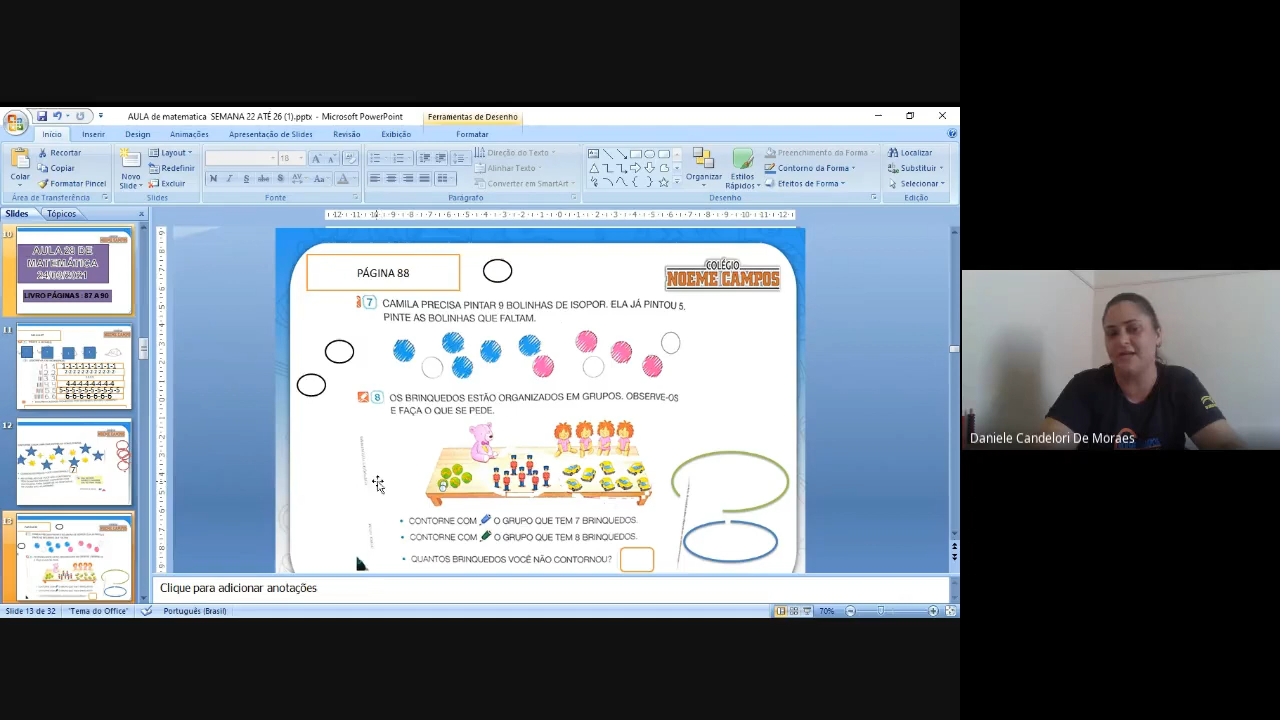 AULA de matematica SEMANA 22 ATÉ 26 (1).pptx - Microsoft PowerPoint
Ferramentas de Desenho
Início Inserir Design Animações Apresentação de Slides Revisão Exibição Formatar
Colar
Recortar
Copiar
Formatar Pincel
Área de Transferência
Novo Slide
Layout
Redefinir
Excluir
Slides
18
Fonte
Direção do Texto
Alinhar Texto
Converter em SmartArt
Parágrafo
Organizar
Estilos Rápidos
Preenchimento da Forma
Contorno da Forma
Efeitos de Forma
Desenho
Localizar
Substituir
Selecionar
Edição
Slides Tópicos
10
AULA 28 DE
MATEMÁTICA
LIVRO PÁGINAS : 87 A 90
11
12
13
PÁGINA 88
COLÉGIO
NOEME CAMPOS
7 CAMILA PRECISA PINTAR 9 BOLINHAS DE ISOPOR. ELA JÁ PINTOU 5.
PINTE AS BOLINHAS QUE FALTAM.
8 OS BRINQUEDOS ESTÃO ORGANIZADOS EM GRUPOS. OBSERVE-OS
E FAÇA O QUE SE PEDE.
• CONTORNE COM O GRUPO QUE TEM 7 BRINQUEDOS.
• CONTORNE COM O GRUPO QUE TEM 8 BRINQUEDOS.
• QUANTOS BRINQUEDOS VOCÊ NÃO CONTORNOU?
Clique para adicionar anotações
Slide 13 de 32 "Tema do Office" Português (Brasil) 70%
Daniele Candelori De Moraes